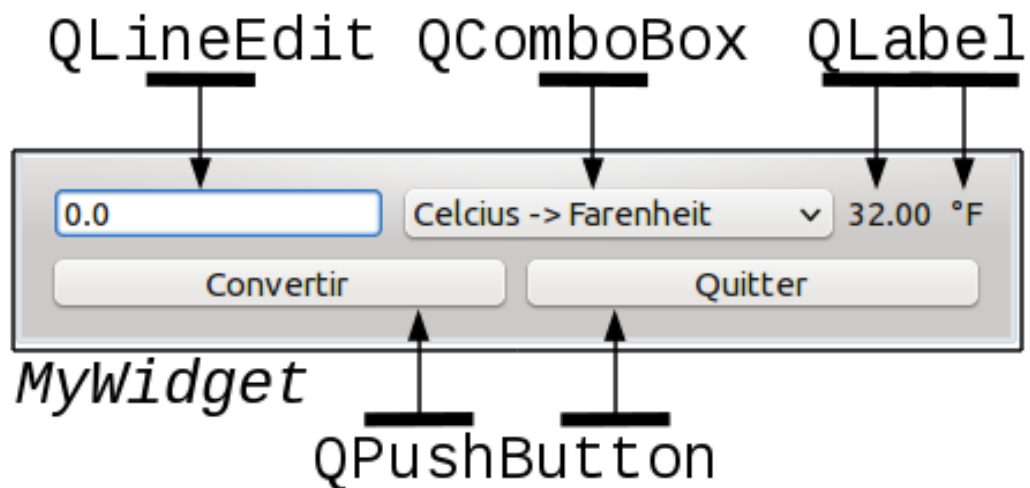 QLineEdit QComboBox QLabel
0.0 Celcius -> Farenheit 32.00 °F
Convertir Quitter
MyWidget
QPushButton